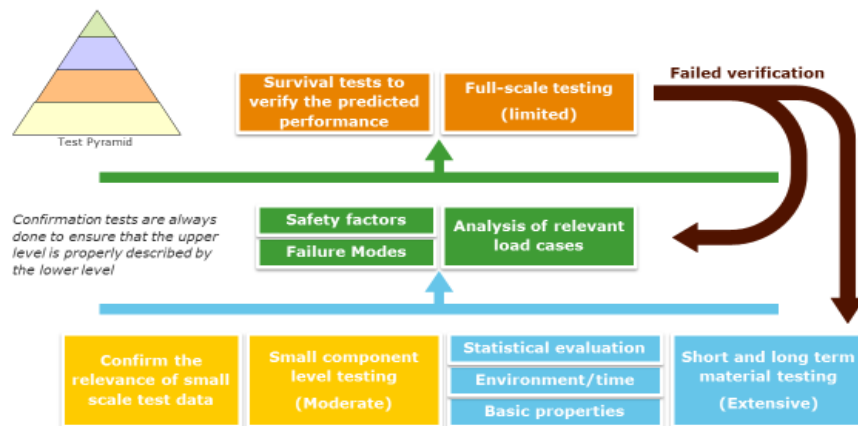 Test Pyramid
Survival tests to
verify the predicted
performance
Full-scale testing
(limited)
Failed verification
Confirmation tests are always
done to ensure that the upper
level is properly described by
the lower level
Safety factors
Failure Modes
Analysis of relevant
load cases
Confirm the
relevance of small
scale test data
Small component
level testing
(Moderate)
Statistical evaluation
Environment/time
Basic properties
Short and long term
material testing
(Extensive)